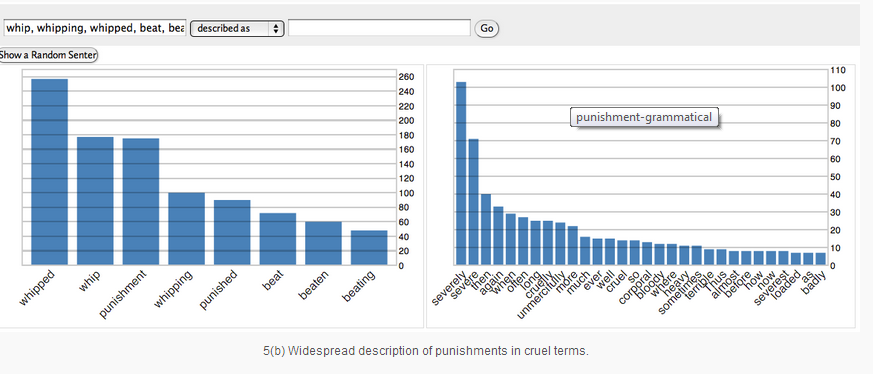 whip, whipping, whipped, beat, bea
described as
Go
Show a Random Senter
260
240
220
200
180
160
140
120
100
80
60
40
20
0
whipped
whip
punishment
whipping
punished
beat
beaten
beating
110
100
90
80
70
60
50
40
30
20
10
0
punishment-grammatical
severely
severe
then
again
when
often
long
cruelly
unmercifully
more
much
ever
well
cruel
so
corporal
bloody
where
heavy
sometimes
terrible
Thus
almost
before
how
now
severest
loaded
as
badly
5(b) Widespread description of punishments in cruel terms.